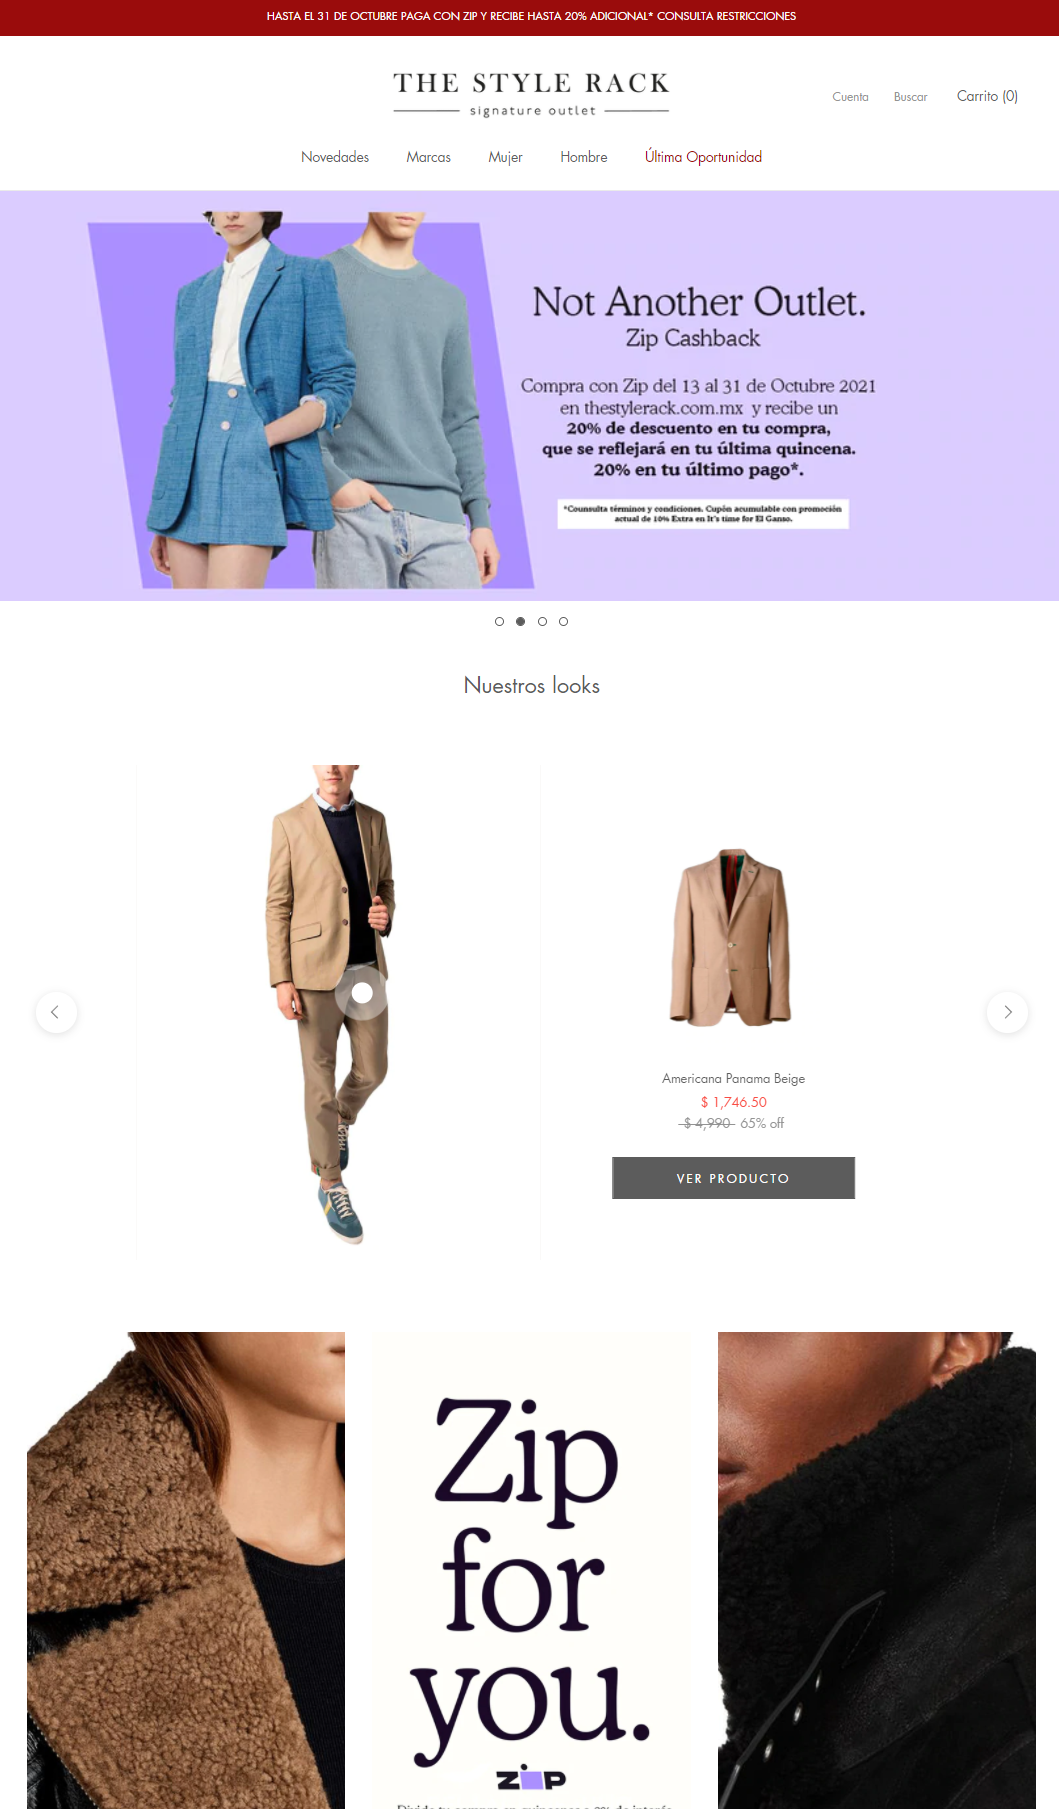 HASTA EL 31 DE OCTUBRE PAGA CON ZIP Y RECIBE HASTA 20% ADICIONAL* CONSULTA RESTRICCIONES
THE STYLE RACK
signature outlet
Cuenta Buscar Carrito (0)
Novedades Marcas Mujer Hombre Última Oportunidad
Not Another Outlet.
Zip Cashback
Compra con Zip del 13 al 31 de Octubre 2021
en thestylerack.com.mx y recibe un
20% de descuento en tu compra,
que se reflejará en tu última quincena.
20% en tu último pago*.
*Counsulta términos y condiciones. Cupón acumulable con promoción
actual de 10% Extra en It's time for El Ganso.
Nuestros looks
Americana Panama Beige
$ 1,746.50
$ 4,990 65% off
VER PRODUCTO
Zip
for
you.
ZIP